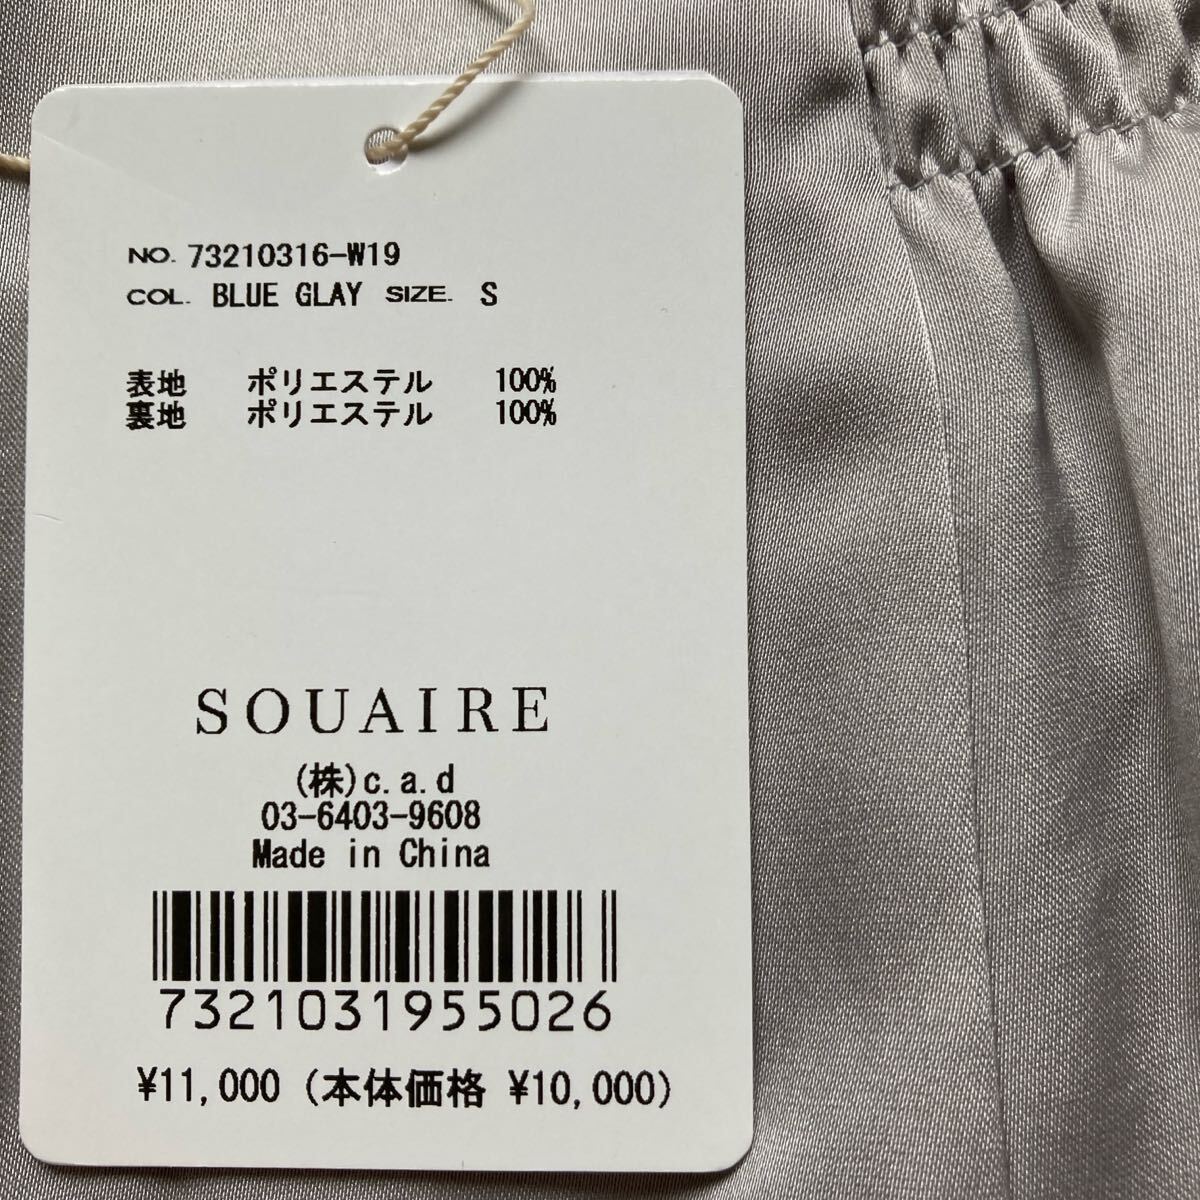 NO. 73210316-W19
COL. BLUE GLAY SIZE. S
表地 ポリエステル 100%
裏地 ポリエステル 100%
SOUAIRE
(株)c.a.d
03-6403-9608
Made in China
7321031955026
¥11,000 (本体価格 ¥10,000)